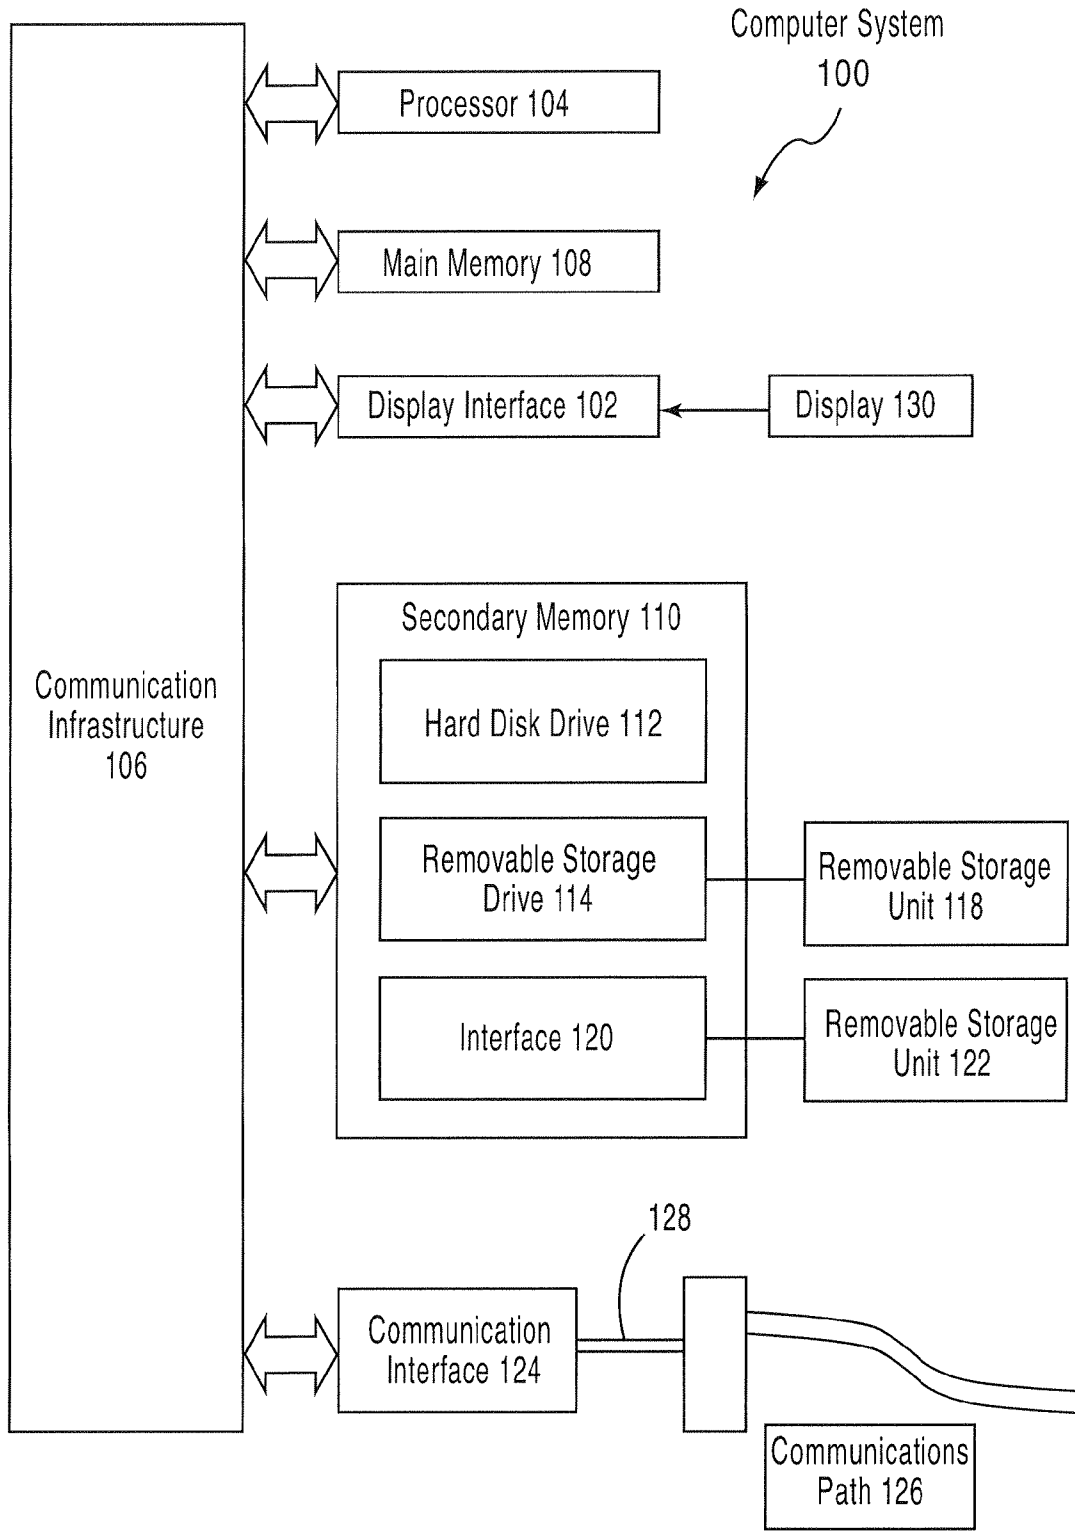 Computer System
100
Processor 104
Main Memory 108
Display Interface 102
Display 130
Secondary Memory 110
Hard Disk Drive 112
Communication
Infrastructure
106
Removable Storage
Drive 114
Removable Storage
Unit 118
Interface 120
Removable Storage
Unit 122
128
Communication
Interface 124
Communications
Path 126